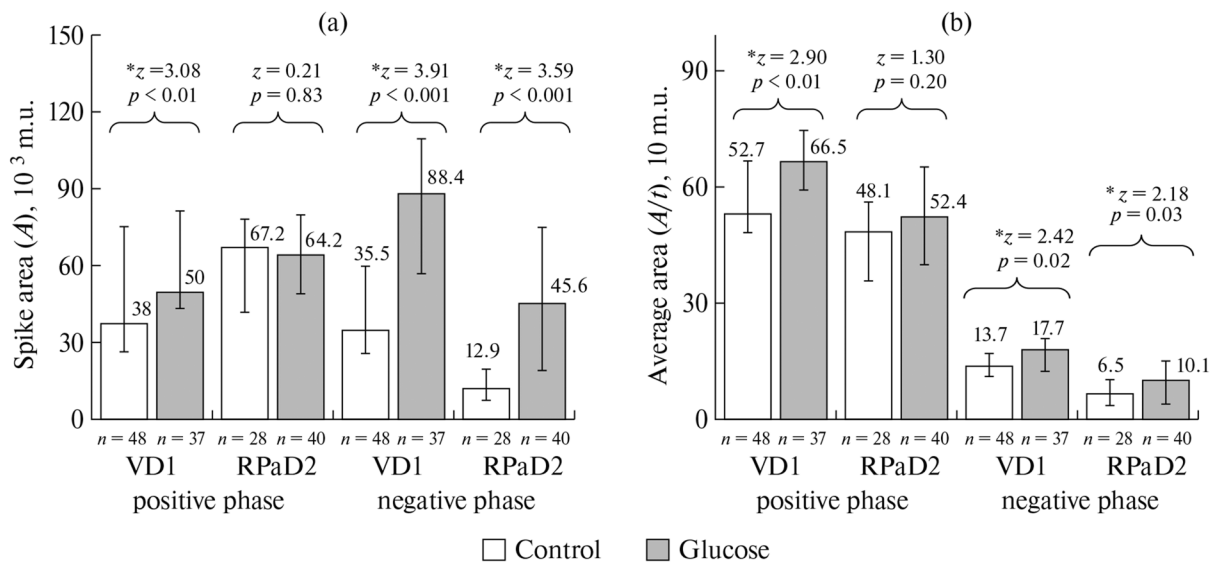 (a)
Spike area (A), 10³ m.u.
150
120
90
60
30
0
*z =3.08
p < 0.01
z = 0.21
p = 0.83
*z = 3.91
p < 0.001
*z = 3.59
p < 0.001
38
50
67.2
64.2
35.5
88.4
12.9
45.6
n = 48 n = 37 n = 28 n = 40 n = 48 n = 37 n = 28 n = 40
VD1 RPaD2 VD1 RPaD2
positive phase negative phase
(b)
Average area (A/t), 10 m.u.
90
60
30
0
*z = 2.90
p < 0.01
z = 1.30
p = 0.20
*z = 2.42
p = 0.02
*z = 2.18
p = 0.03
52.7
66.5
48.1
52.4
13.7
17.7
6.5
10.1
n = 48 n = 37 n = 28 n = 40 n = 48 n = 37 n = 28 n = 40
VD1 RPaD2 VD1 RPaD2
positive phase negative phase
Control Glucose